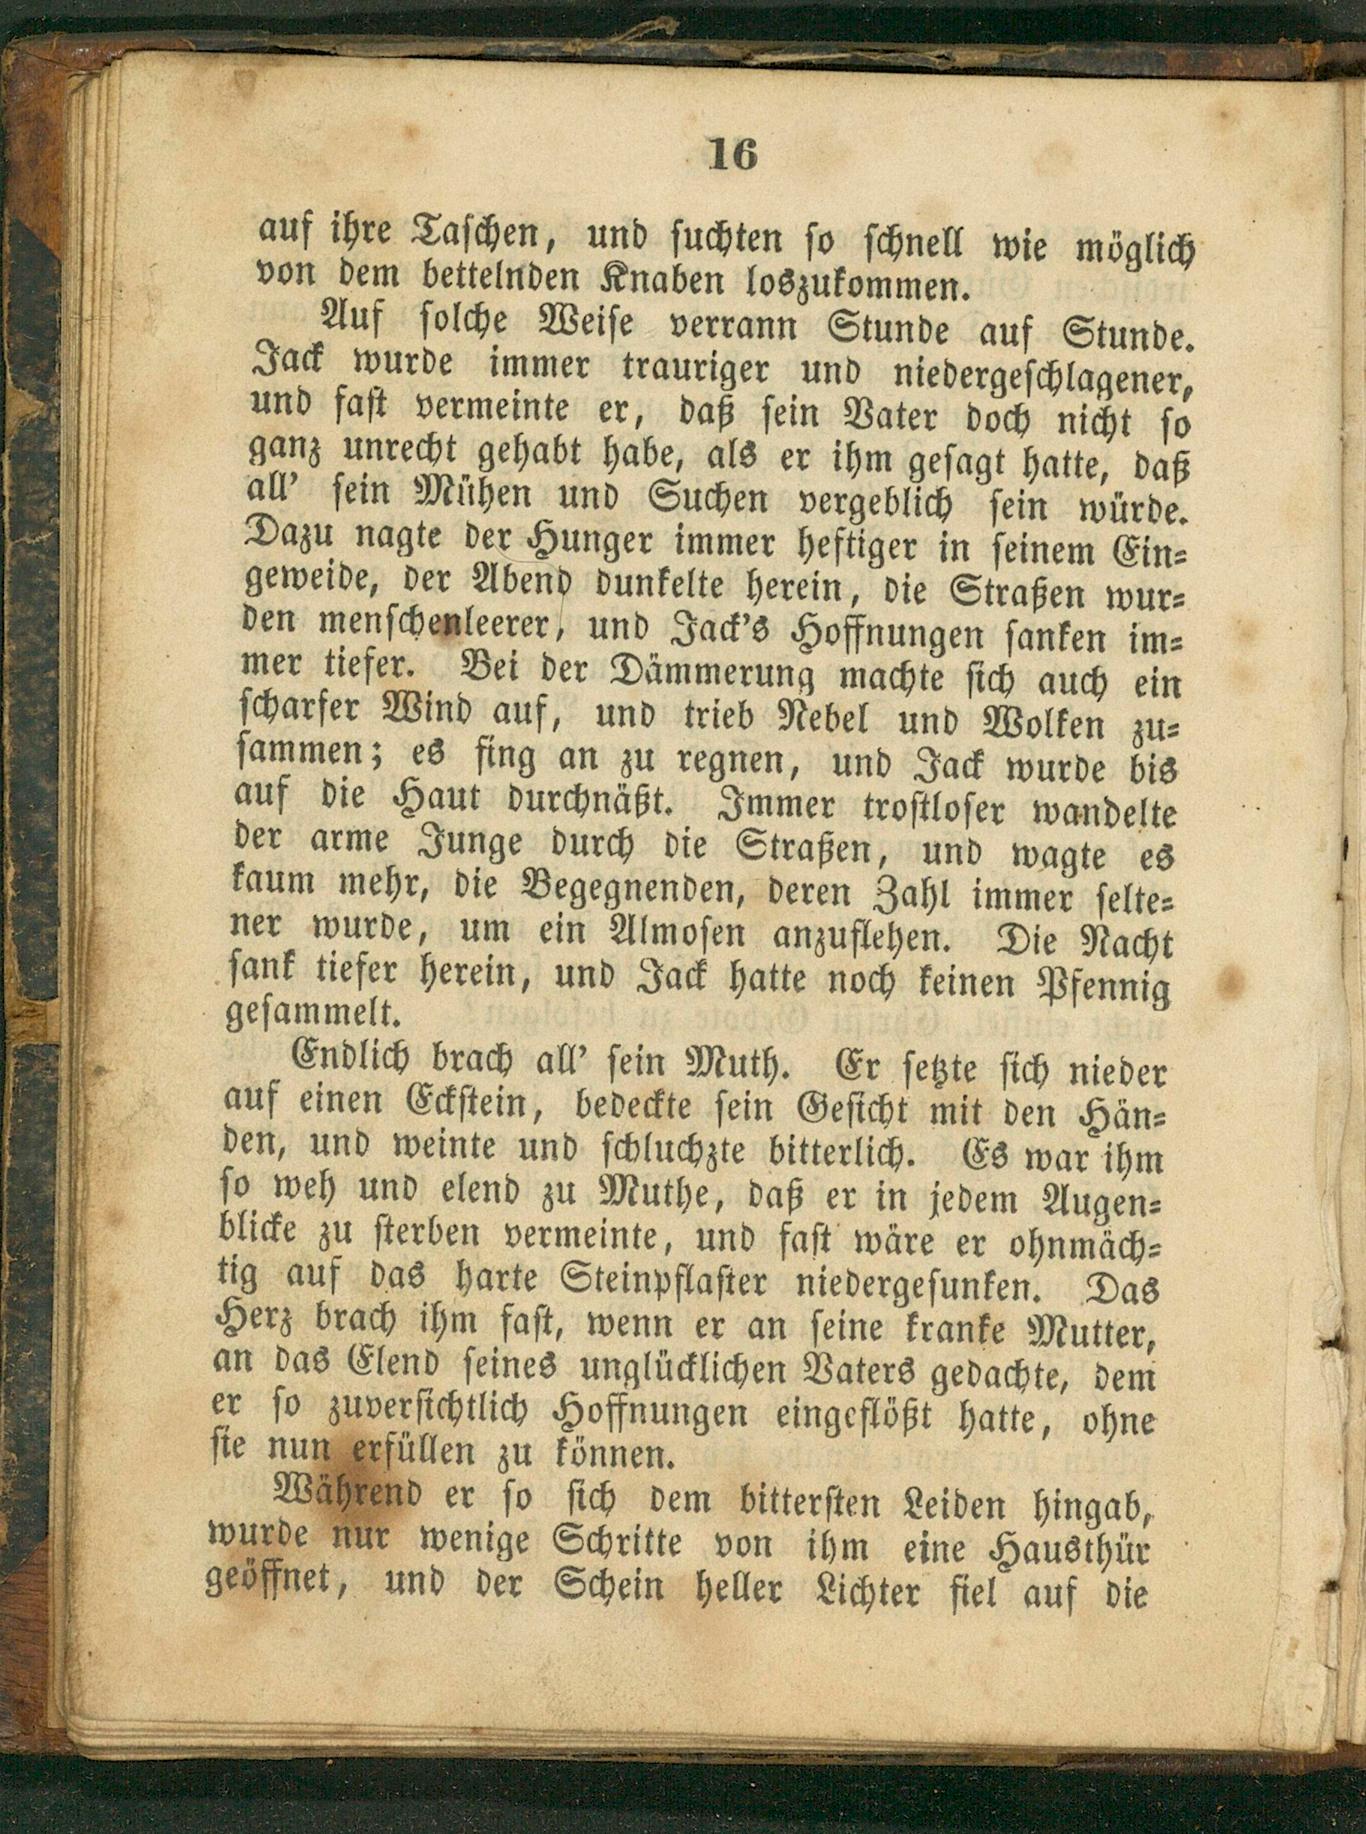 16
auf ihre Taschen, und suchten so schnell wie möglich
von dem bettelnden Knaben loszukommen.
Auf solche Weise verrann Stunde auf Stunde.
Jack wurde immer trauriger und niedergeschlagener,
und fast vermeinte er, daß sein Vater doch nicht so
ganz unrecht gehabt habe, als er ihm gesagt hatte, daß
all' sein Mühen und Suchen vergeblich sein würde.
Dazu nagte der Hunger immer heftiger in seinem Ein-
geweide, der Abend dunkelte herein, die Straßen wur-
den menschenleerer, und Jack's Hoffnungen sanken im-
mer tiefer. Bei der Dämmerung machte sich auch ein
scharfer Wind auf, und trieb Nebel und Wolken zu-
sammen; es fing an zu regnen, und Jack wurde bis
auf die Haut durchnäßt. Immer trostloser wandelte
der arme Junge durch die Straßen, und wagte es
kaum mehr, die Begegnenden, deren Zahl immer selte-
ner wurde, um ein Almosen anzuflehen. Die Nacht
sank tiefer herein, und Jack hatte noch keinen Pfennig
gesammelt.
Endlich brach all' sein Muth. Er setzte sich nieder
auf einen Eckstein, bedeckte sein Gesicht mit den Hän-
den, und weinte und schluchzte bitterlich. Es war ihm
so weh und elend zu Muthe, daß er in jedem Augen-
blicke zu sterben vermeinte, und fast wäre er ohnmäch-
tig auf das harte Steinpflaster niedergesunken. Das
Herz brach ihm fast, wenn er an seine kranke Mutter,
an das Elend seines unglücklichen Vaters gedachte, dem
er so zuversichtlich Hoffnungen eingeflößt hatte, ohne
sie nun erfüllen zu können.
Während er so sich dem bittersten Leiden hingab,
wurde nur wenige Schritte von ihm eine Hausthür
geöffnet, und der Schein heller Lichter fiel auf die